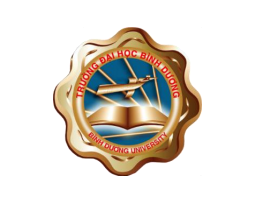 TRƯỜNG ĐẠI HỌC BÌNH DƯƠNG
BINH DUONG UNIVERSITY